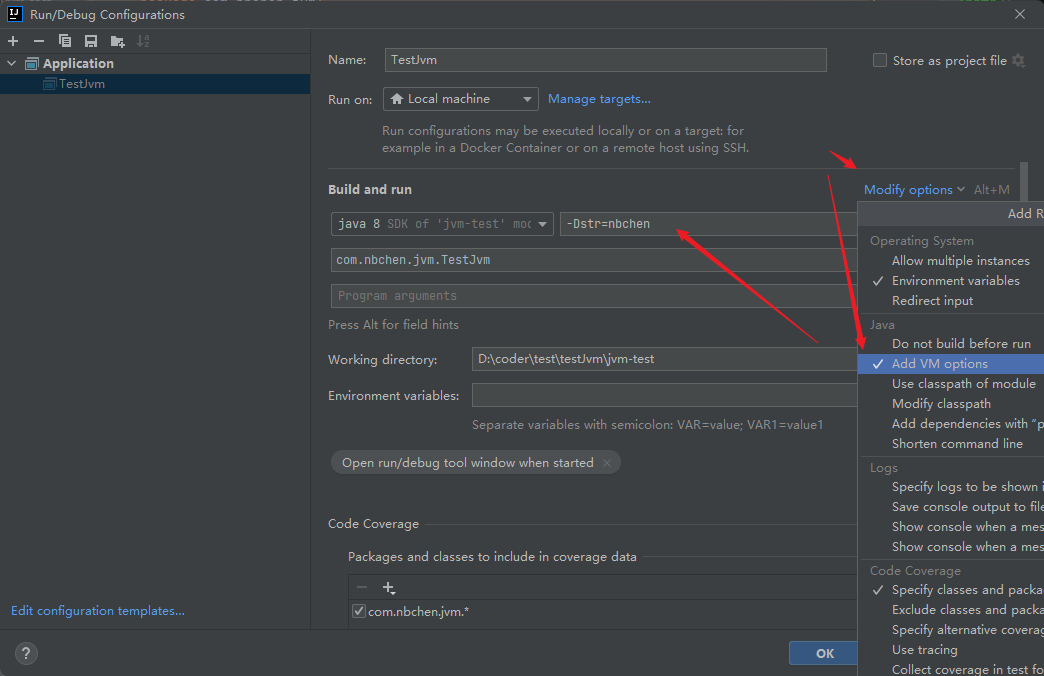 Run/Debug Configurations
Application
TestJvm
Name:
TestJvm
Store as project file
Run on:
Local machine
Manage targets...
Run configurations may be executed locally or on a target: for
example in a Docker Container or on a remote host using SSH.
Build and run
Modify options
Alt+M
java 8 SDK of 'jvm-test' moc
-Dstr=nbchen
com.nbchen.jvm.TestJvm
Program arguments
Press Alt for field hints
Working directory:
D:\coder\test\testJvm\jvm-test
Environment variables:
Separate variables with semicolon: VAR=value; VAR1=value1
Open run/debug tool window when started
Code Coverage
Packages and classes to include in coverage data
com.nbchen.jvm.*
Add R
Operating System
Allow multiple instances
Environment variables
Redirect input
Java
Do not build before run
Add VM options
Use classpath of module
Modify classpath
Add dependencies with “p
Shorten command line
Logs
Specify logs to be shown i
Save console output to file
Show console when a mes
Show console when a mes
Code Coverage
Specify classes and packa
Exclude classes and packa
Specify alternative coverag
Use tracing
Collect coverage in test fo
Edit configuration templates...
?
OK